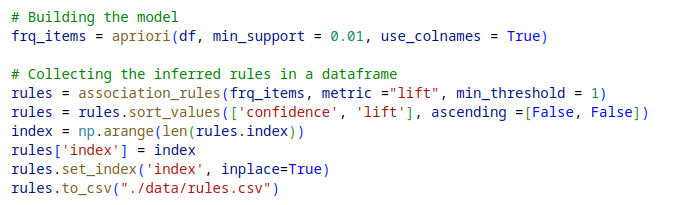 # Building the model
frq_items = apriori(df, min_support = 0.01, use_colnames = True)
# Collecting the inferred rules in a dataframe
rules = association_rules(frq_items, metric ="lift", min_threshold = 1)
rules = rules.sort_values(['confidence', 'lift'], ascending =[False, False])
index = np.arange(len(rules.index))
rules['index'] = index
rules.set_index('index', inplace=True)
rules.to_csv("./data/rules.csv")